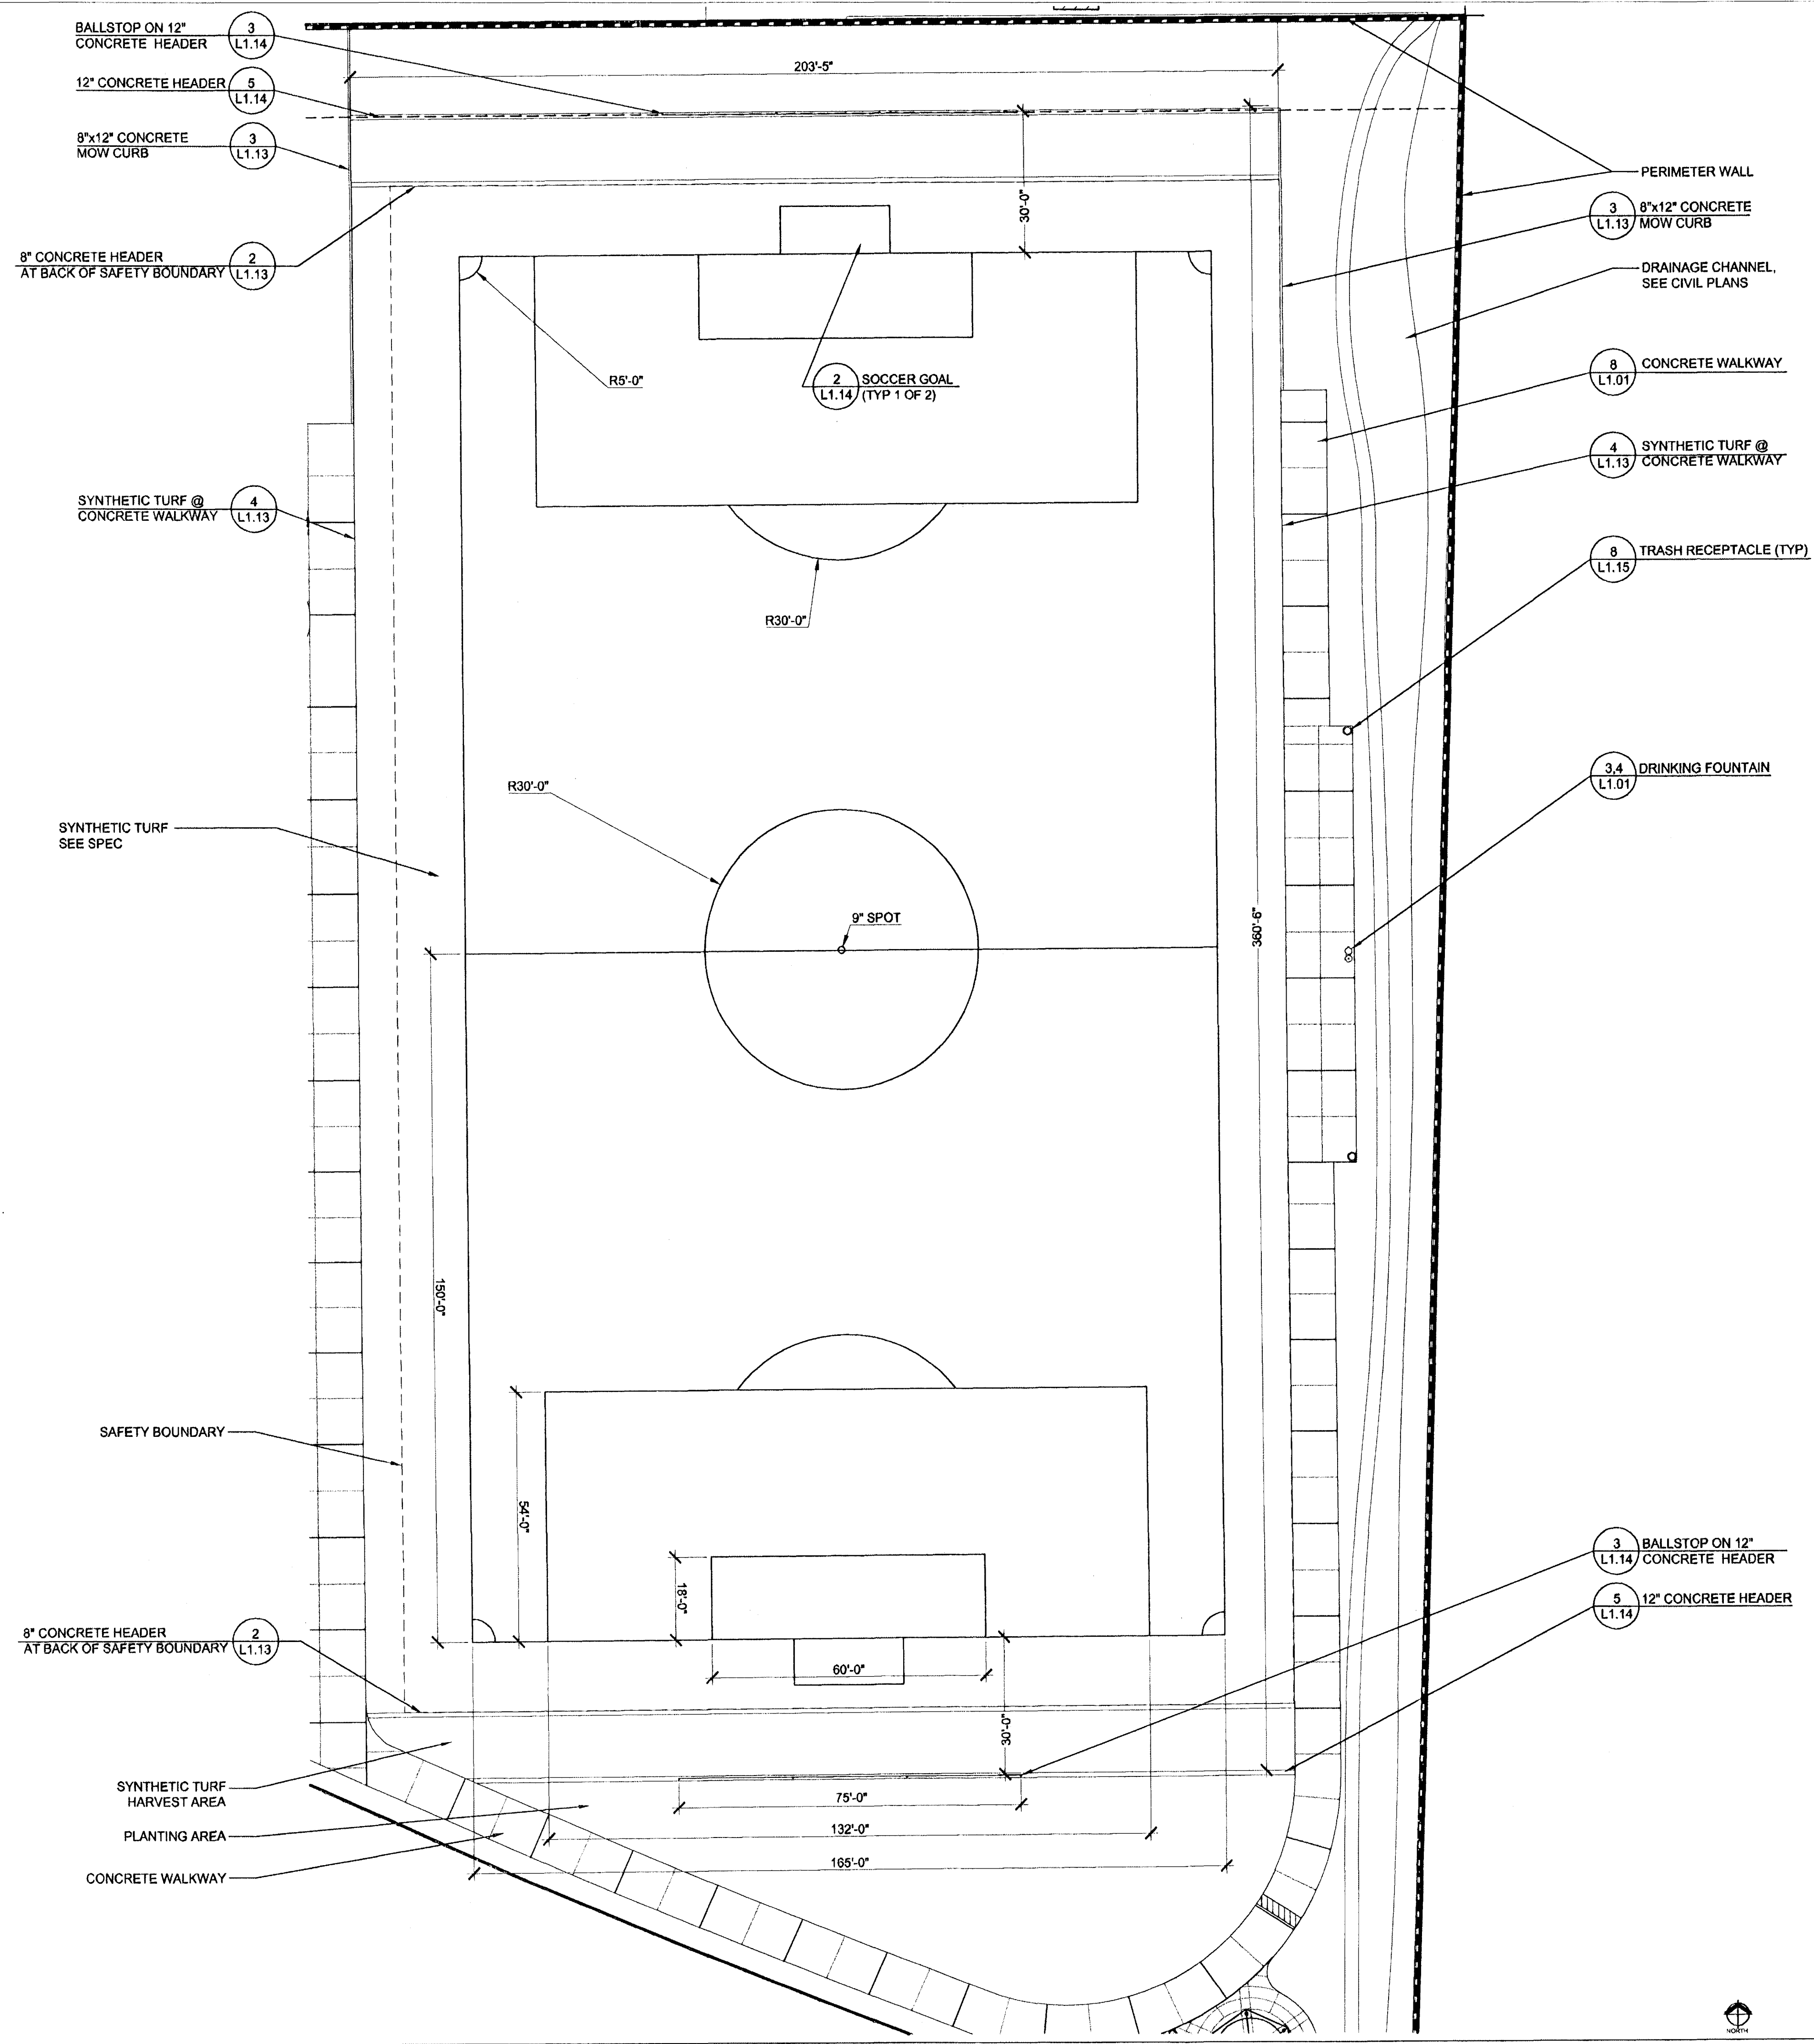 BALLSTOP ON 12"
CONCRETE HEADER
3
L1.14
12" CONCRETE HEADER
5
L1.14
8"x12" CONCRETE
MOW CURB
3
L1.13
8" CONCRETE HEADER
AT BACK OF SAFETY BOUNDARY
2
L1.13
SYNTHETIC TURF @
CONCRETE WALKWAY
4
L1.13
SYNTHETIC TURF
SEE SPEC
SAFETY BOUNDARY
8" CONCRETE HEADER
AT BACK OF SAFETY BOUNDARY
2
L1.13
SYNTHETIC TURF
HARVEST AREA
PLANTING AREA
CONCRETE WALKWAY
203'-5"
30'-0"
R5'-0"
2
L1.14
SOCCER GOAL
(TYP 1 OF 2)
R30'-0"
R30'-0"
9" SPOT
360'-6"
150'-0"
54'-0"
18'-0"
60'-0"
30'-0"
75'-0"
132'-0"
165'-0"
PERIMETER WALL
3
L1.13
8"x12" CONCRETE
MOW CURB
DRAINAGE CHANNEL,
SEE CIVIL PLANS
8
L1.01
CONCRETE WALKWAY
4
L1.13
SYNTHETIC TURF @
CONCRETE WALKWAY
8
L1.15
TRASH RECEPTACLE (TYP)
3,4
L1.01
DRINKING FOUNTAIN
3
L1.14
BALLSTOP ON 12"
CONCRETE HEADER
5
L1.14
12" CONCRETE HEADER
NORTH